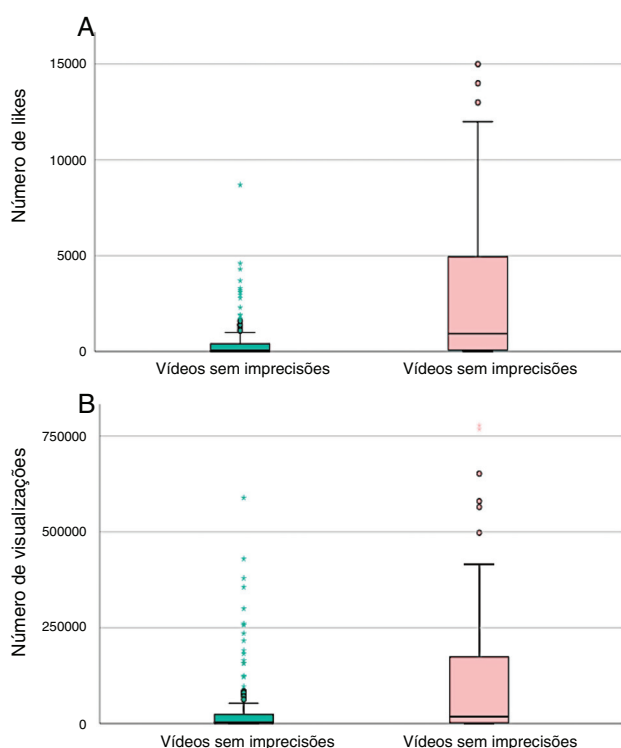 A
Número de likes
15000
10000
5000
0
Vídeos sem imprecisões
Vídeos sem imprecisões
B
Número de visualizações
750000
500000
250000
0
Vídeos sem imprecisões
Vídeos sem imprecisões